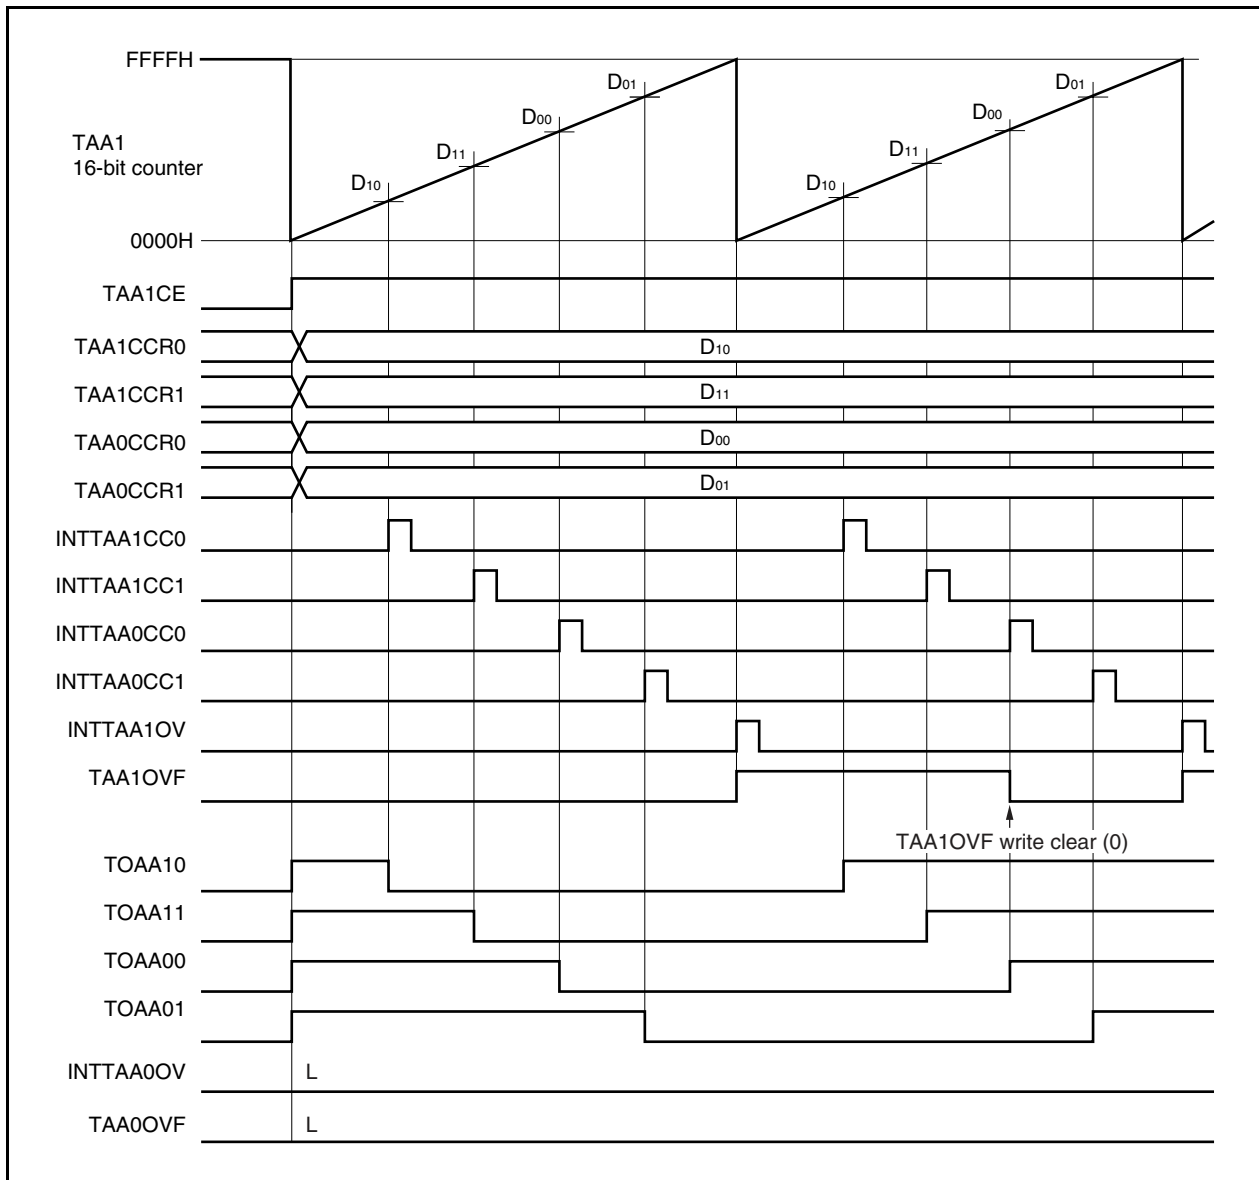 FFFFH
D01
D01
D00
D00
TAA1
16-bit counter
D11
D11
D10
D10
0000H
TAA1CE
TAA1CCR0
D10
TAA1CCR1
D11
TAA0CCR0
D00
TAA0CCR1
D01
INTTAA1CC0
INTTAA1CC1
INTTAA0CC0
INTTAA0CC1
INTTAA1OV
TAA1OVF
TAA1OVF write clear (0)
TOAA10
TOAA11
TOAA00
TOAA01
INTTAA0OV
L
TAA0OVF
L